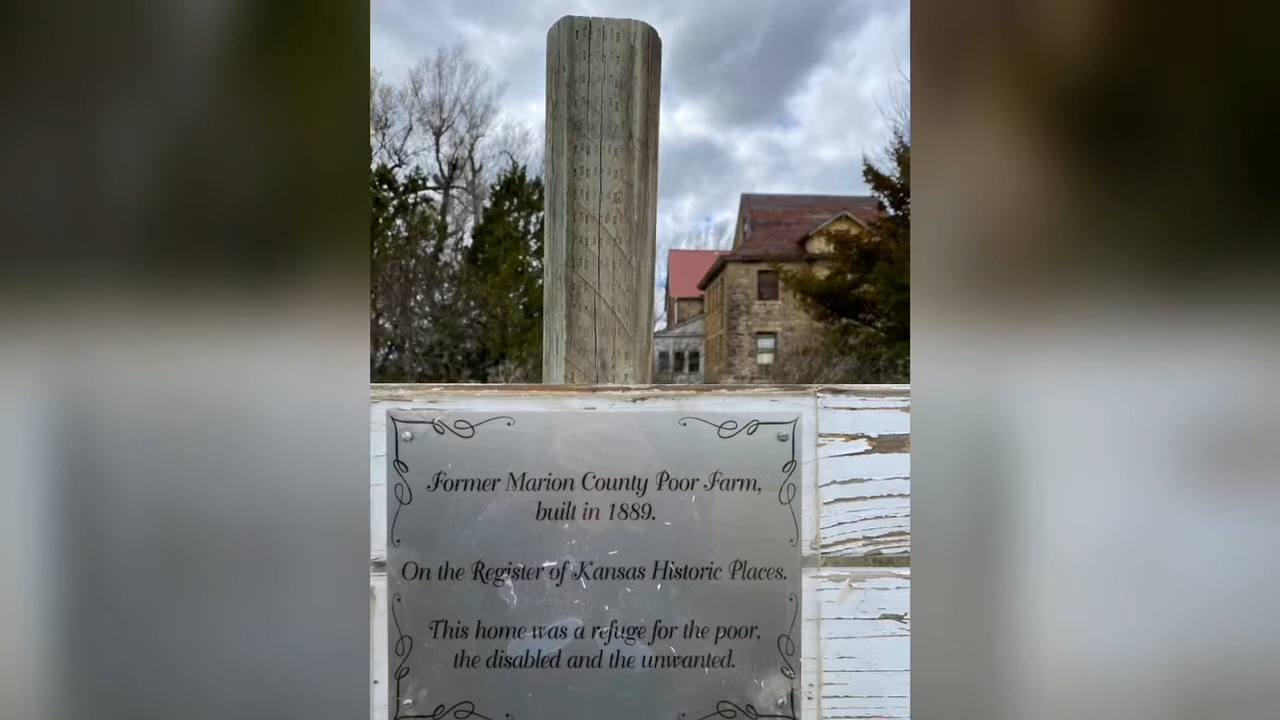 Former Marion County Poor Farm,
built in 1889.
On the Register of Kansas Historic Places.
This home was a refuge for the poor,
the disabled and the unwanted.